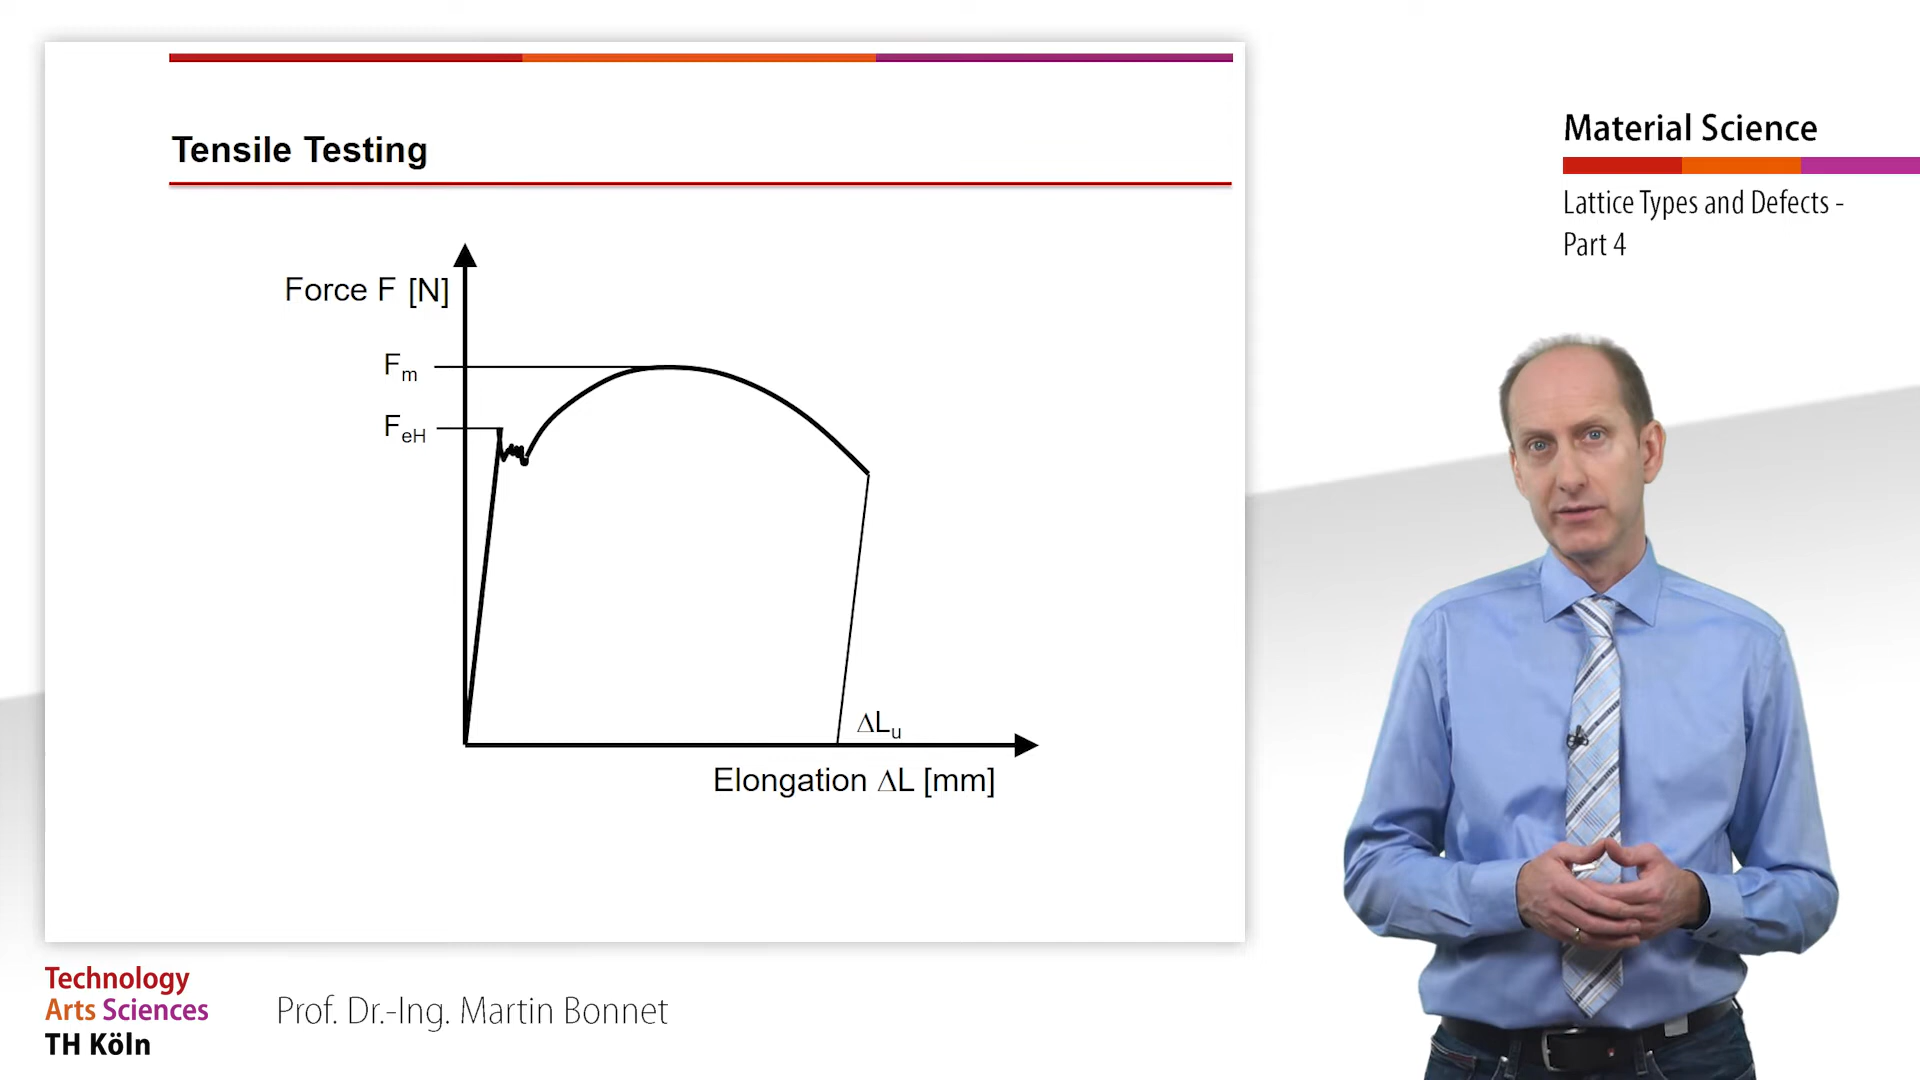 Tensile Testing
Force F [N]
Fm
FeH
ΔLu
Elongation ΔL [mm]
Material Science
Lattice Types and Defects -
Part 4
Technology
Arts Sciences
TH Köln
Prof. Dr.-Ing. Martin Bonnet